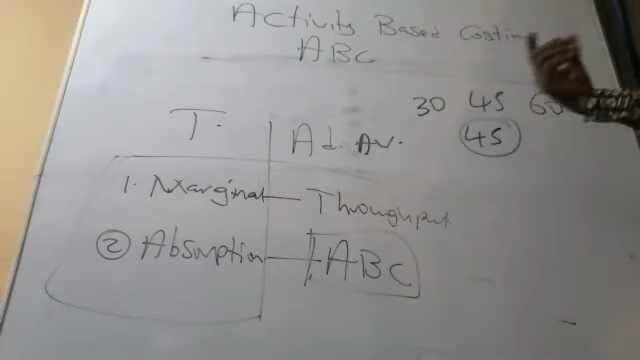 Activity Based Costin
ABC
30 45 60
45
T. Ad Av.
1. Marginal — Throughput
② Absorption — ABC